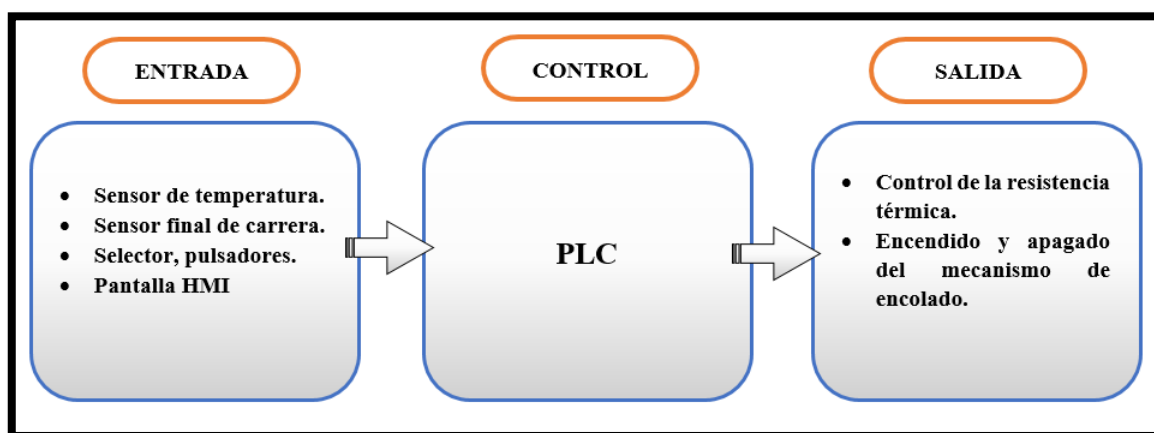 ENTRADA
CONTROL
SALIDA
• Sensor de temperatura.
• Sensor final de carrera.
• Selector, pulsadores.
• Pantalla HMI
PLC
• Control de la resistencia
térmica.
• Encendido y apagado
del mecanismo de
encolado.